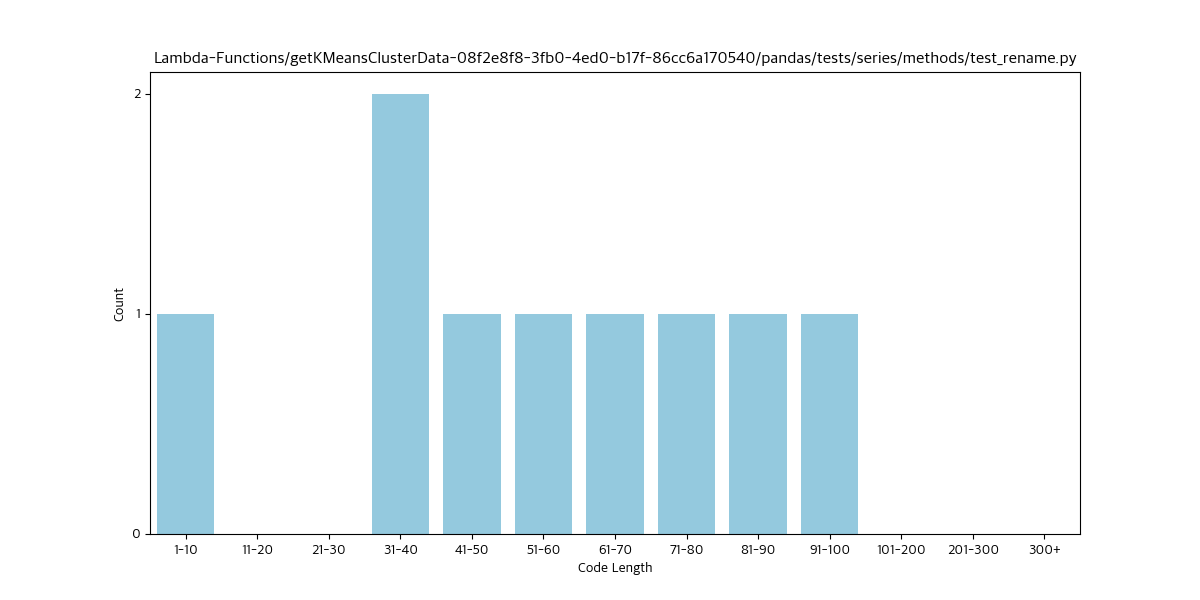 Lambda-Functions/getKMeansClusterData-08f2e8f8-3fb0-4ed0-b17f-86cc6a170540/pandas/tests/series/methods/test_rename.py
Count
2
1
0
1-10 11-20 21-30 31-40 41-50 51-60 61-70 71-80 81-90 91-100 101-200 201-300 300+
Code Length